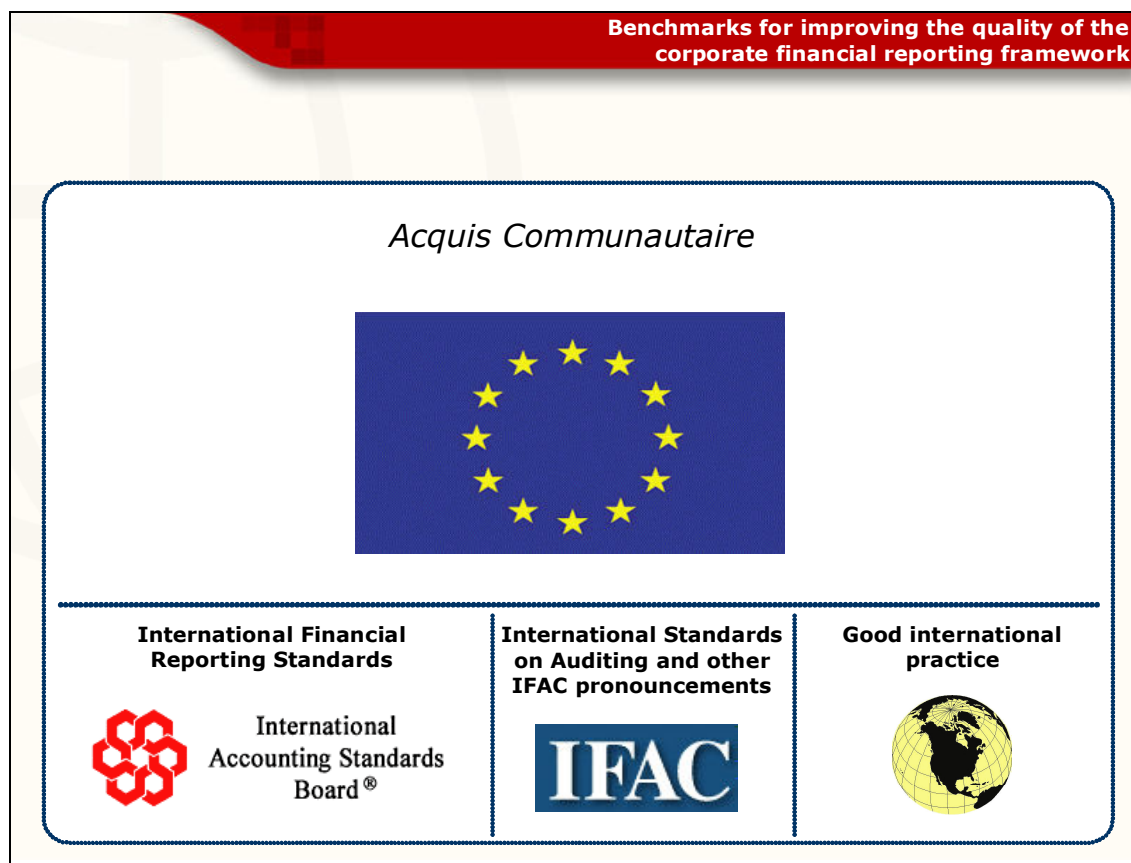 Benchmarks for improving the quality of the
corporate financial reporting framework
Acquis Communautaire
International Financial
Reporting Standards
International
Accounting Standards
Board®
International Standards
on Auditing and other
IFAC pronouncements
IFAC
Good international
practice